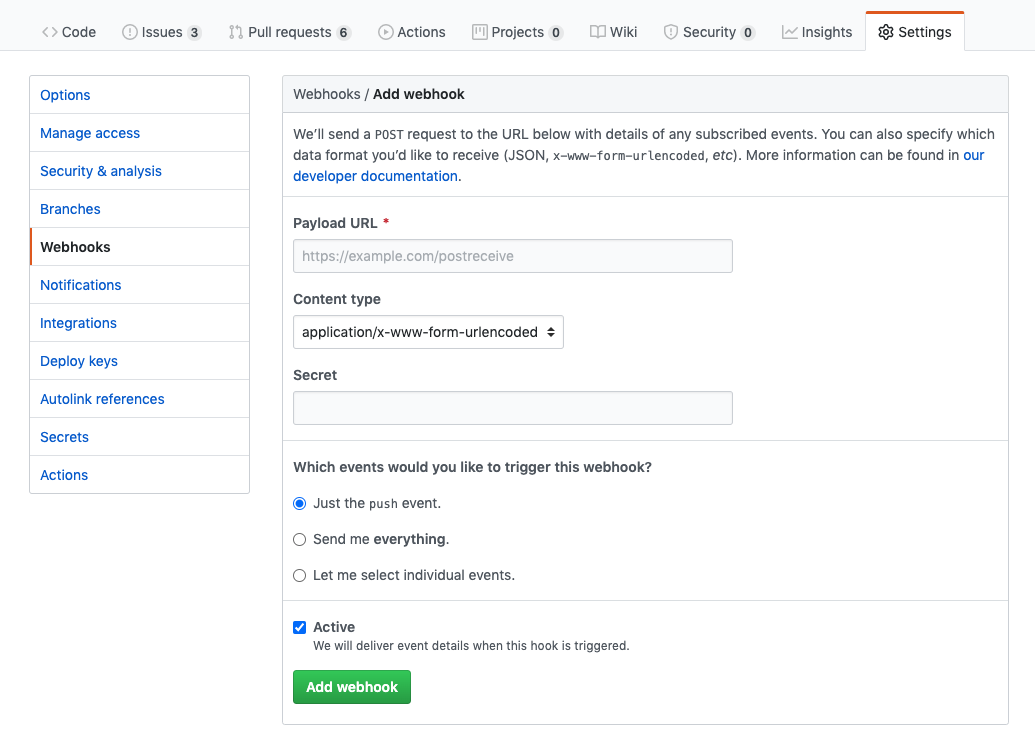 Code Issues 3 Pull requests 6 Actions Projects 0 Wiki Security 0 Insights Settings
Options
Manage access
Security & analysis
Branches
Webhooks
Notifications
Integrations
Deploy keys
Autolink references
Secrets
Actions
Webhooks / Add webhook
We’ll send a POST request to the URL below with details of any subscribed events. You can also specify which
data format you’d like to receive (JSON, x-www-form-urlencoded, etc). More information can be found in our
developer documentation.
Payload URL *
https://example.com/postreceive
Content type
application/x-www-form-urlencoded
Secret
Which events would you like to trigger this webhook?
Just the push event.
Send me everything.
Let me select individual events.
Active
We will deliver event details when this hook is triggered.
Add webhook